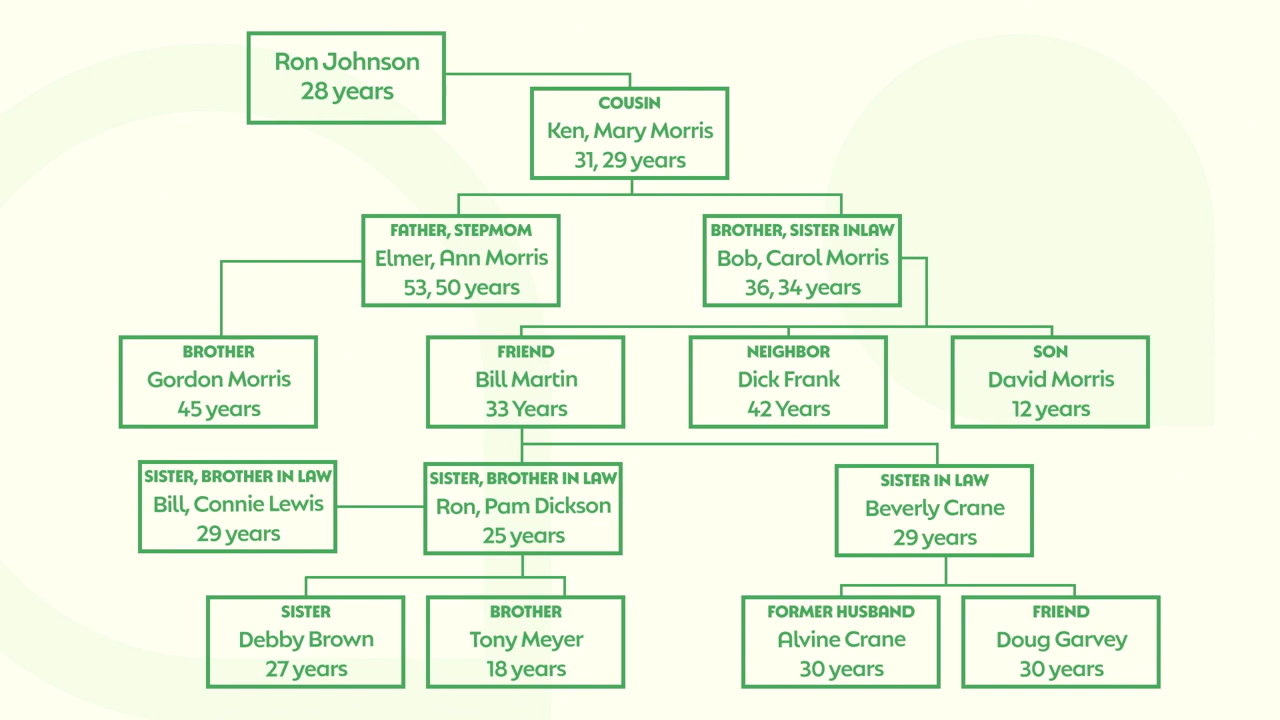 Ron Johnson
28 years
COUSIN
Ken, Mary Morris
31, 29 years
FATHER, STEPMOM
Elmer, Ann Morris
53, 50 years
BROTHER, SISTER INLAW
Bob, Carol Morris
36, 34 years
BROTHER
Gordon Morris
45 years
FRIEND
Bill Martin
33 Years
NEIGHBOR
Dick Frank
42 Years
SON
David Morris
12 years
SISTER, BROTHER IN LAW
Bill, Connie Lewis
29 years
SISTER, BROTHER IN LAW
Ron, Pam Dickson
25 years
SISTER IN LAW
Beverly Crane
29 years
SISTER
Debby Brown
27 years
BROTHER
Tony Meyer
18 years
FORMER HUSBAND
Alvine Crane
30 years
FRIEND
Doug Garvey
30 years